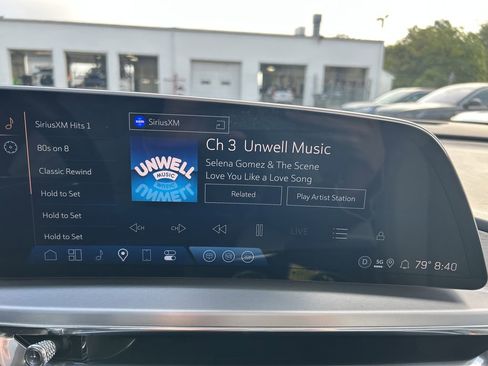 SiriusXM Hits 1
80s on 8
Classic Rewind
Hold to Set
Hold to Set
Hold to Set
SiriusXM
UNWELL
MUSIC
Ch 3 Unwell Music
Selena Gomez & The Scene
Love You Like a Love Song
Related
Play Artist Station
CH
CH
LIVE
D
5G
79° 8:40